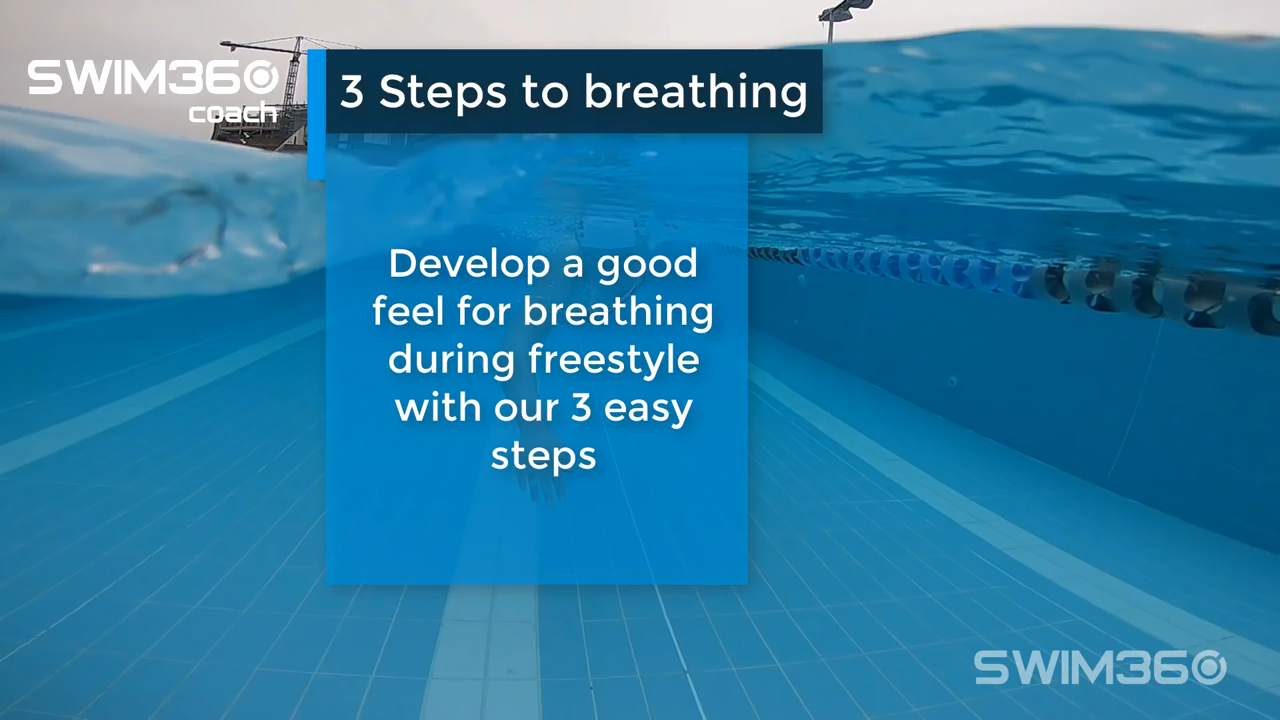 SWIM360
coach
3 Steps to breathing
Develop a good
feel for breathing
during freestyle
with our 3 easy
steps
SWIM360